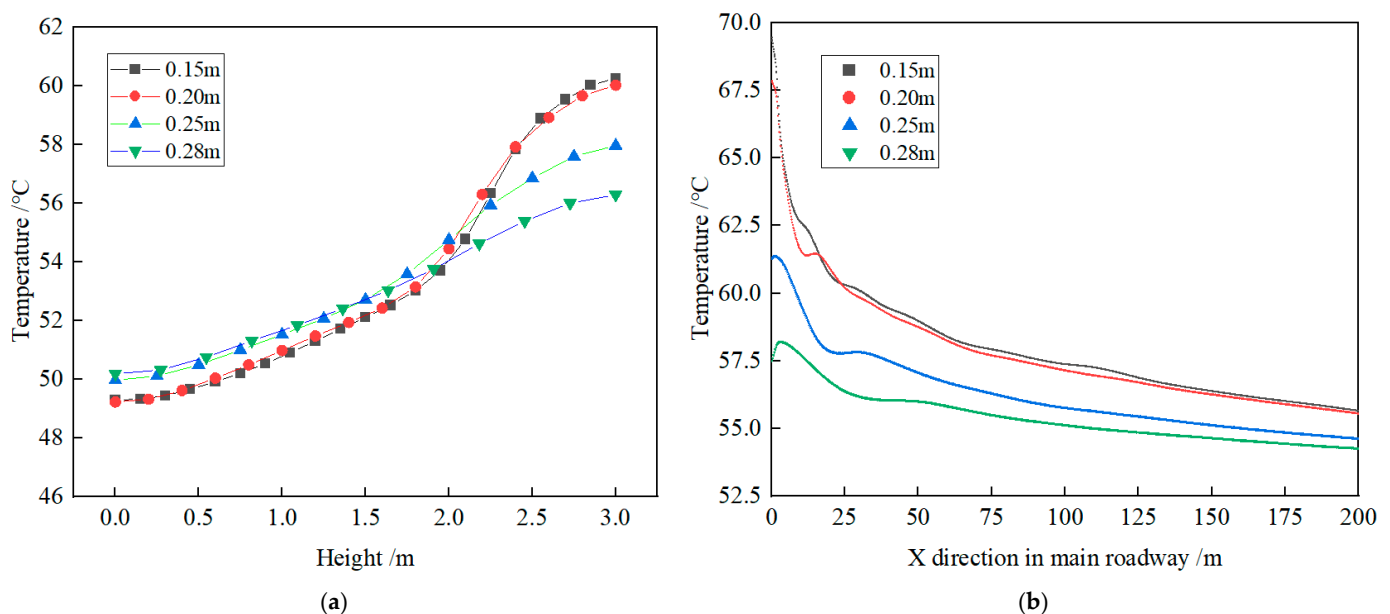 62
60
58
56
54
52
50
48
46
Temperature /°C
0.15m
0.20m
0.25m
0.28m
0.0 0.5 1.0 1.5 2.0 2.5 3.0
Height /m
(a)
70.0
67.5
65.0
62.5
60.0
57.5
55.0
52.5
Temperature /°C
0.15m
0.20m
0.25m
0.28m
0 25 50 75 100 125 150 175 200
X direction in main roadway /m
(b)